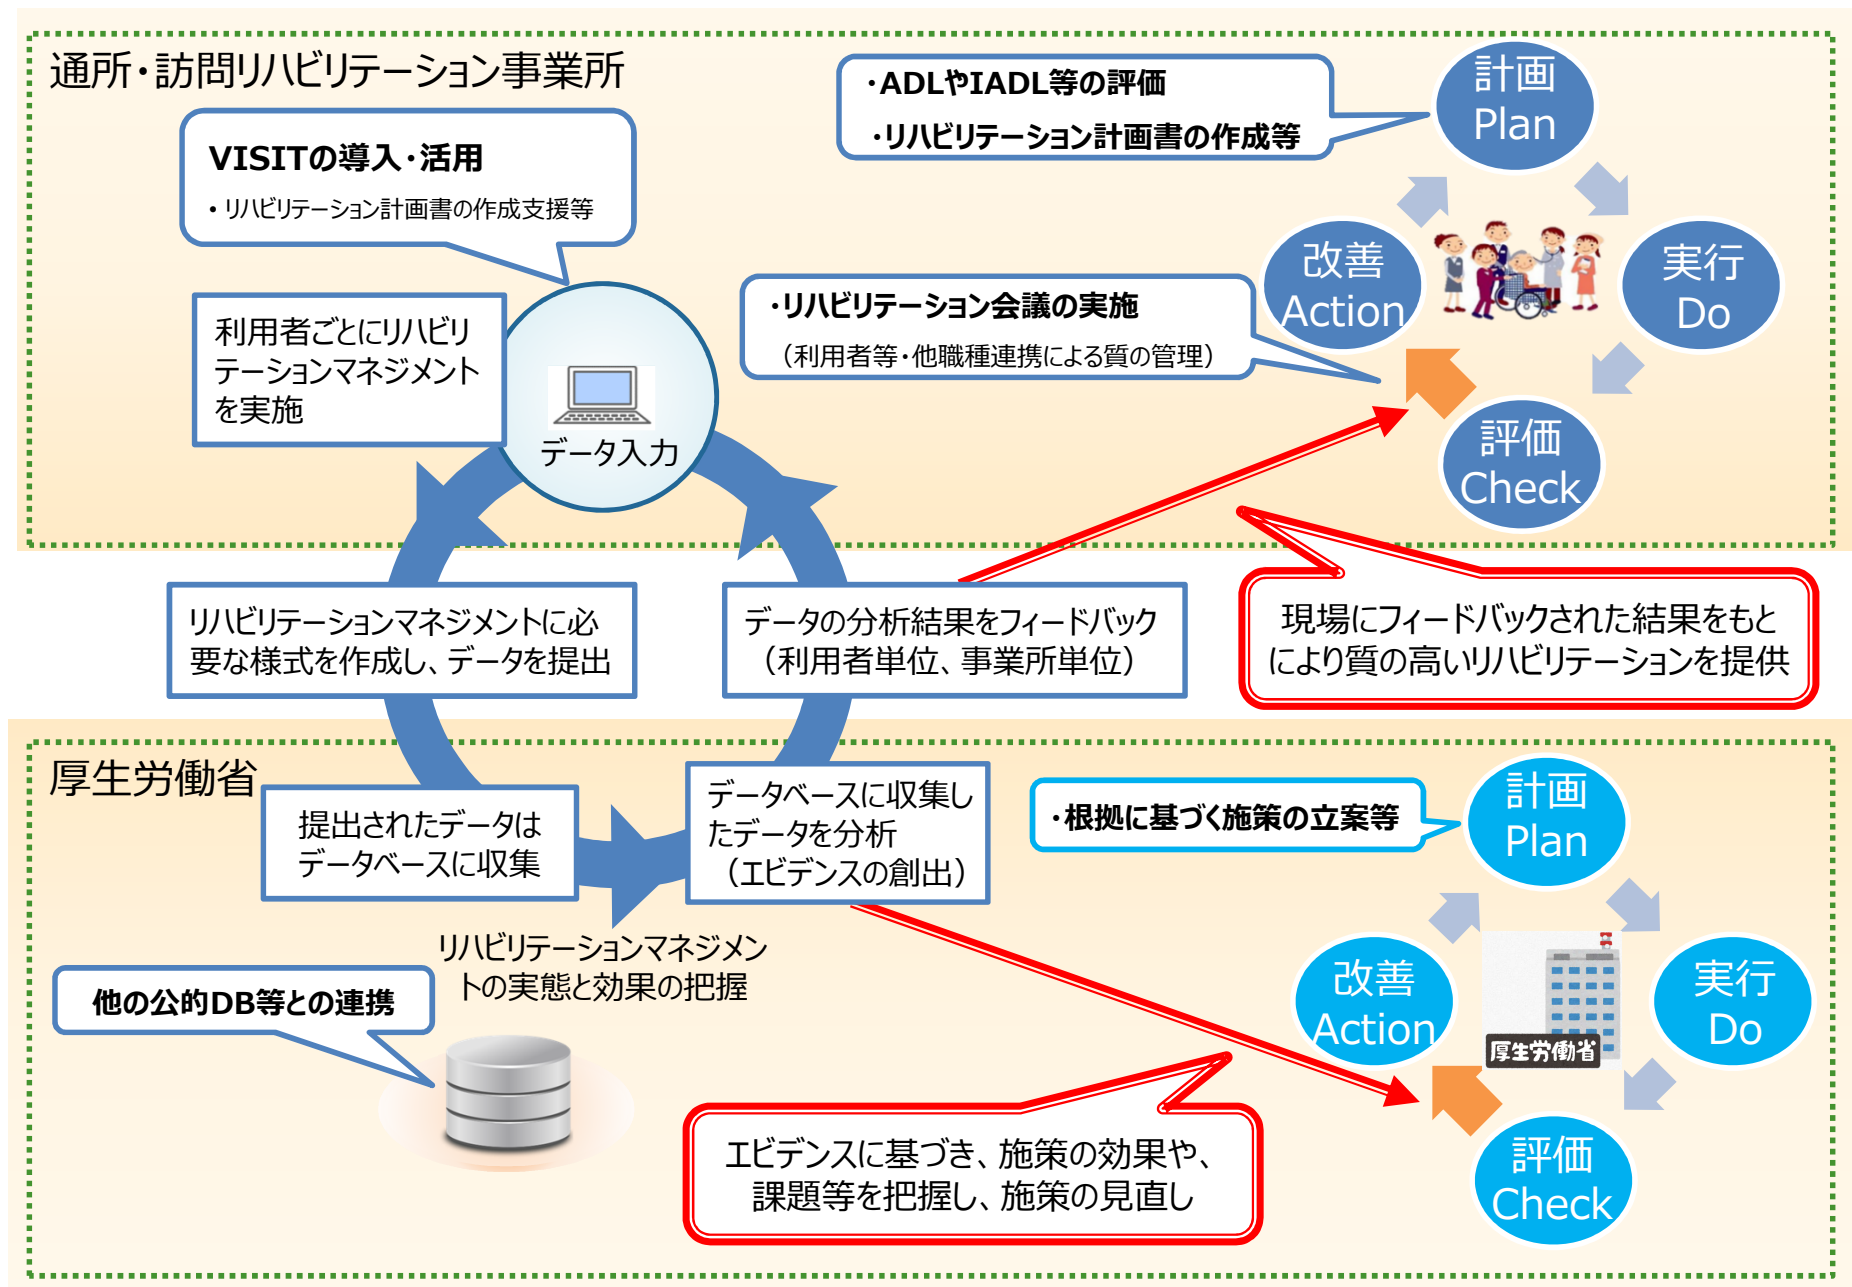 通所・訪問リハビリテーション事業所
VISITの導入・活用
・リハビリテーション計画書の作成支援等
・ADLやIADL等の評価
・リハビリテーション計画書の作成等
計画
Plan
実行
Do
評価
Check
改善
Action
・リハビリテーション会議の実施
（利用者等・他職種連携による質の管理）
利用者ごとにリハビリ
テーションマネジメント
を実施
データ入力
リハビリテーションマネジメントに必
要な様式を作成し、データを提出
データの分析結果をフィードバック
（利用者単位、事業所単位）
現場にフィードバックされた結果をもと
により質の高いリハビリテーションを提供
厚生労働省
提出されたデータは
データベースに収集
データベースに収集し
たデータを分析
（エビデンスの創出）
リハビリテーションマネジメン
トの実態と効果の把握
他の公的DB等との連携
・根拠に基づく施策の立案等
計画
Plan
実行
Do
評価
Check
改善
Action
厚生労働省
エビデンスに基づき、施策の効果や、
課題等を把握し、施策の見直し